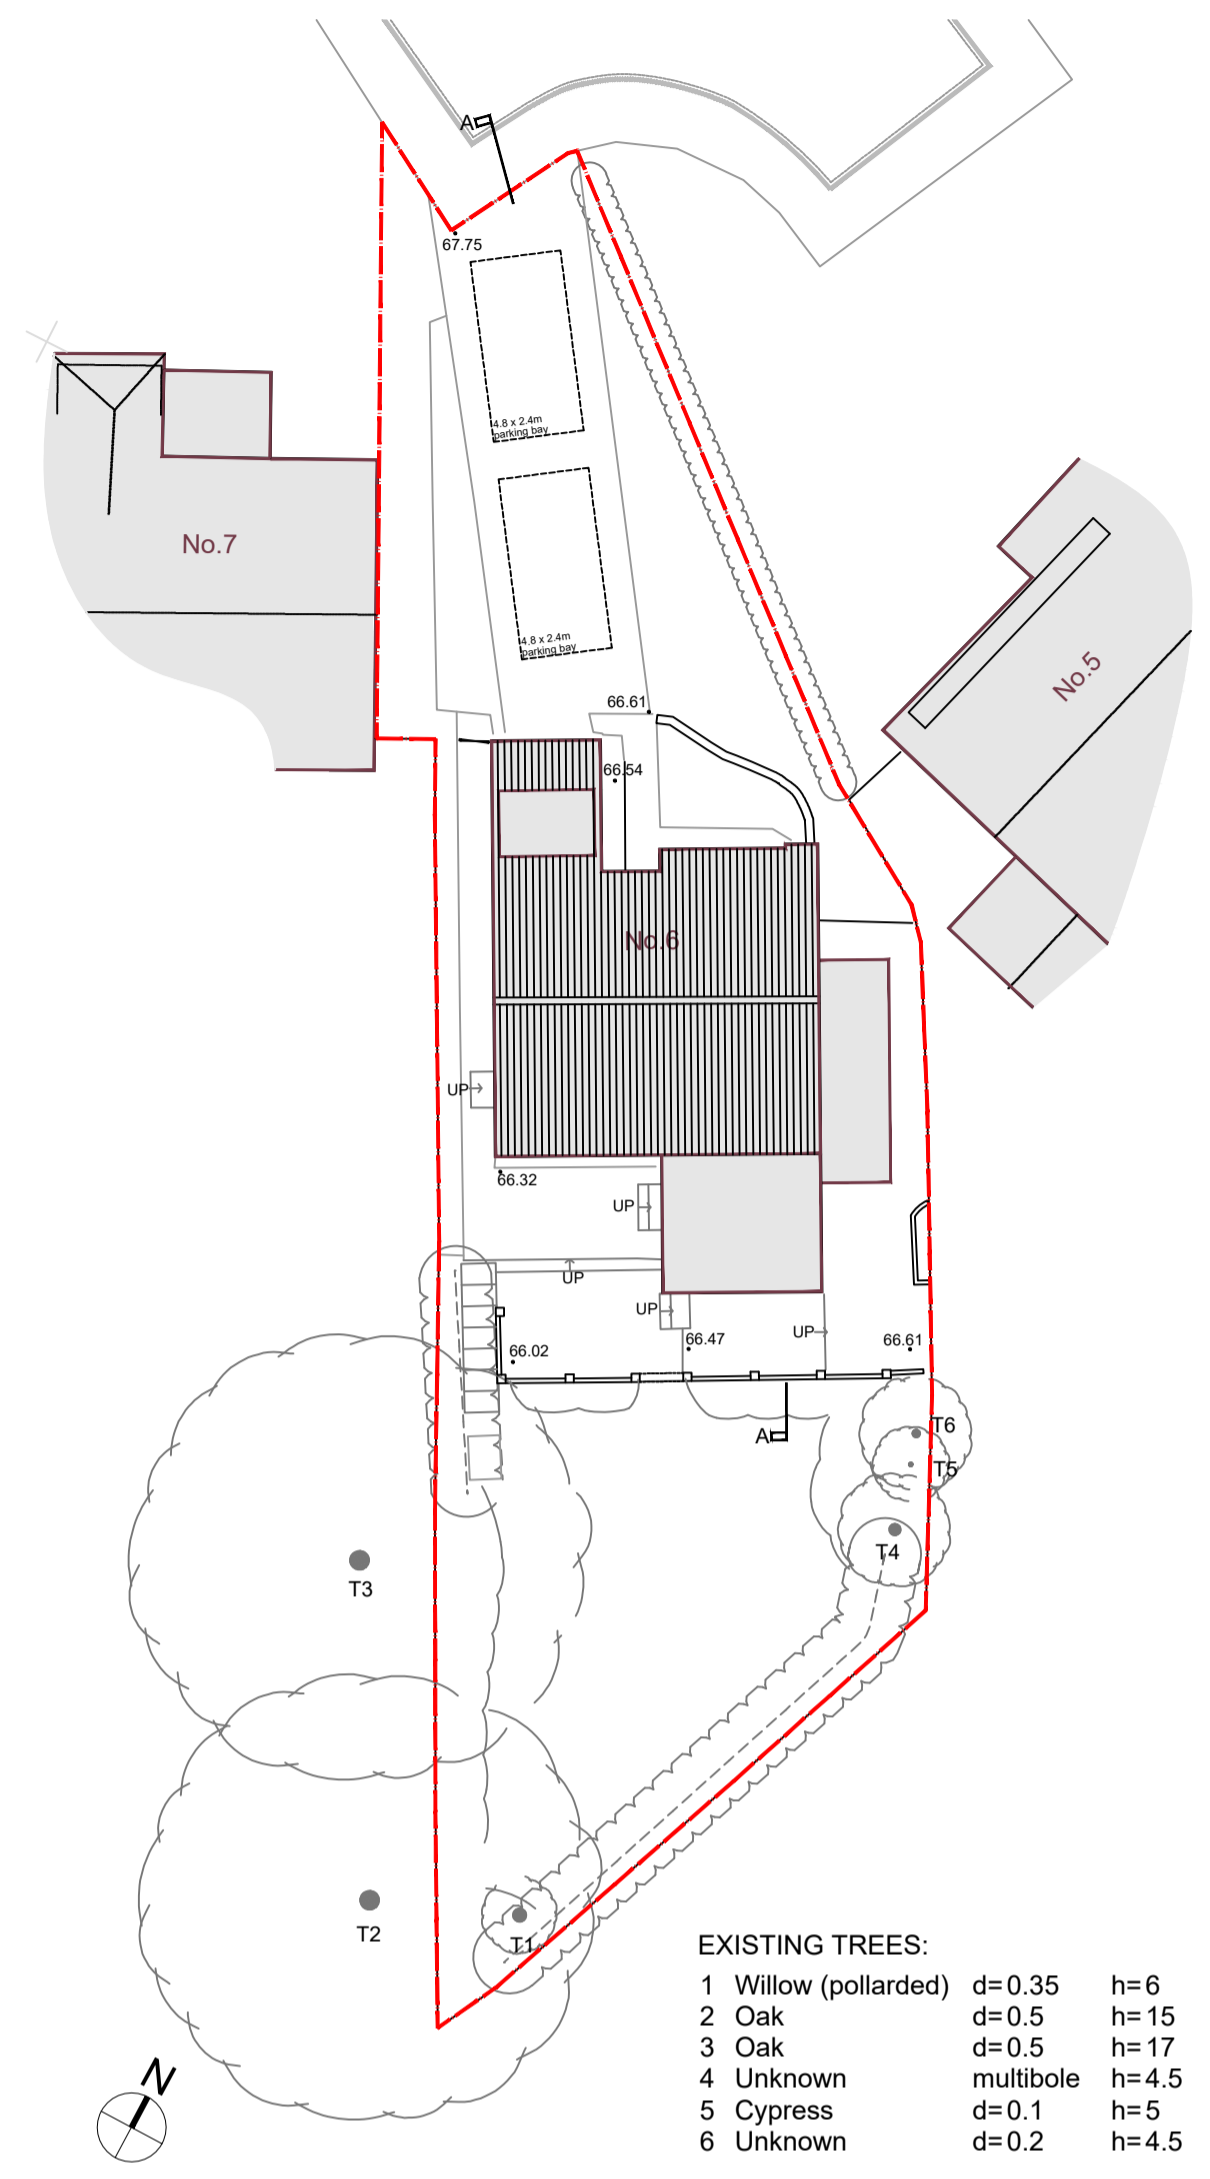 A
67.75
4.8 x 2.4m
parking bay
No.7
4.8 x 2.4m
parking bay
No.5
66.61
66.54
No.6
UP
66.32
UP
UP
UP
66.47
UP
66.61
66.02
A
T6
T5
T4
T3
T2
T1
N
EXISTING TREES:
1 Willow (pollarded) d=0.35 h=6
2 Oak d=0.5 h=15
3 Oak d=0.5 h=17
4 Unknown multibole h=4.5
5 Cypress d=0.1 h=5
6 Unknown d=0.2 h=4.5